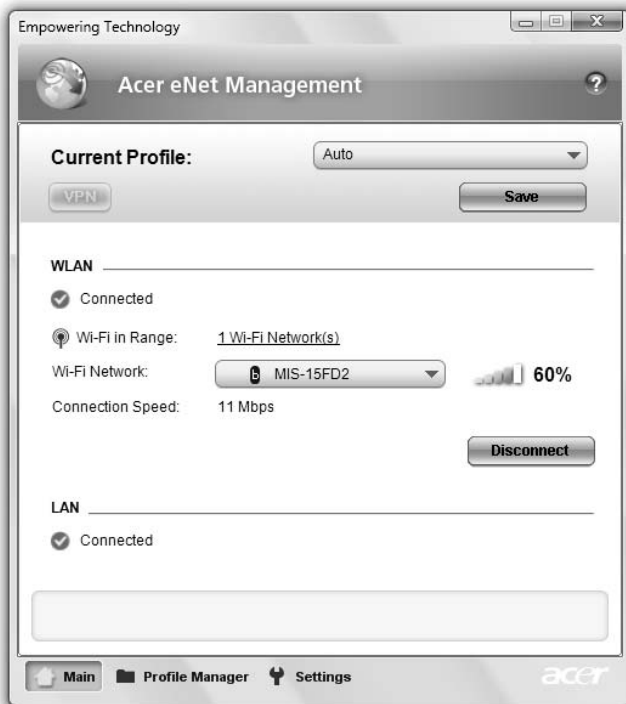 Empowering Technology
Acer eNet Management
?
Current Profile: Auto
VPN Save
WLAN
Connected
Wi-Fi in Range: 1 Wi-Fi Network(s)
Wi-Fi Network: b MIS-15FD2 60%
Connection Speed: 11 Mbps
Disconnect
LAN
Connected
Main Profile Manager Settings acer